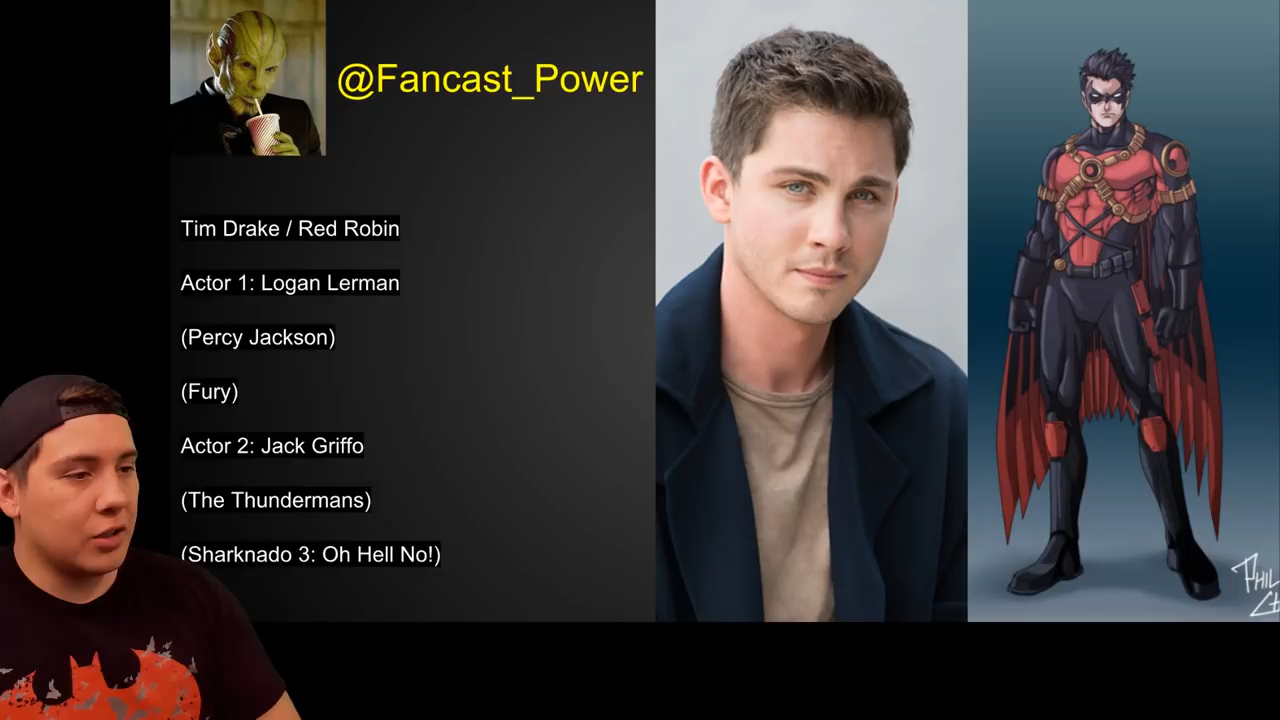 @Fancast_Power
Tim Drake / Red Robin
Actor 1: Logan Lerman
(Percy Jackson)
(Fury)
Actor 2: Jack Griffo
(The Thundermans)
(Sharknado 3: Oh Hell No!)
PHIL